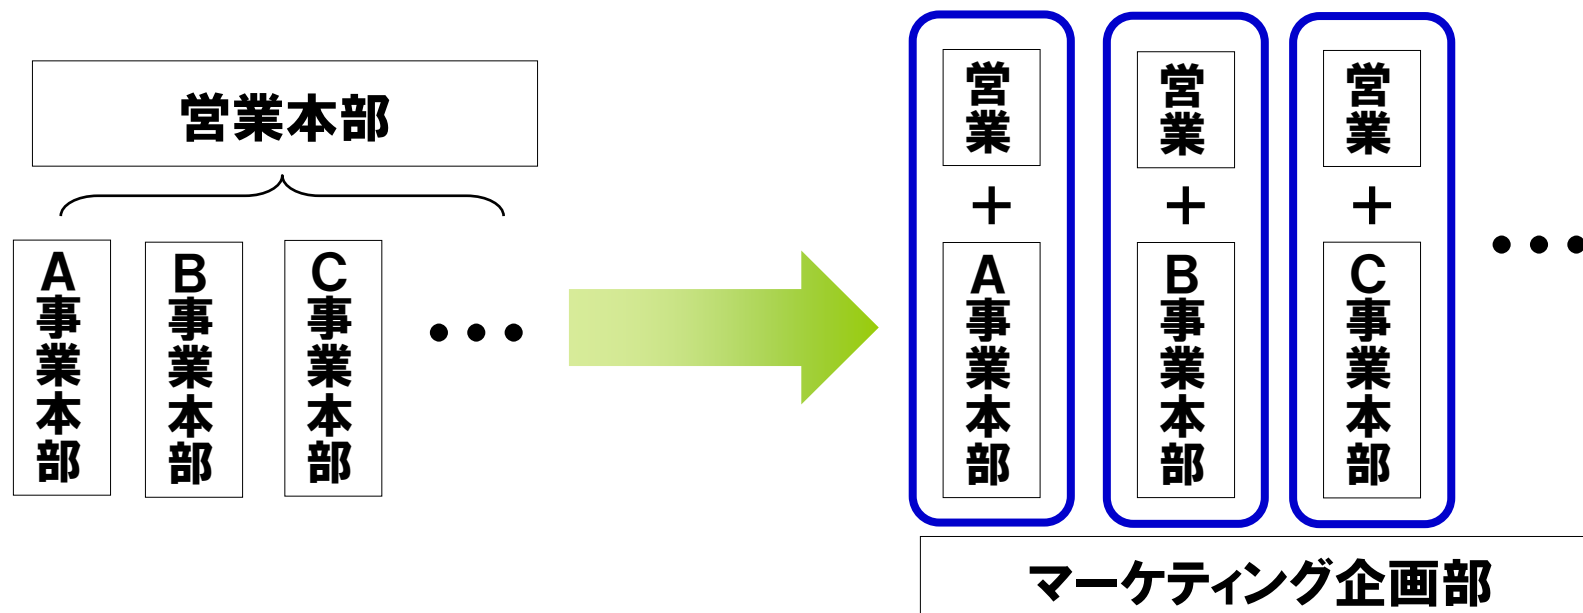 営業本部
A事業本部
B事業本部
C事業本部
・・・
営業
+
A事業本部
営業
+
B事業本部
営業
+
C事業本部
・・・
マーケティング企画部